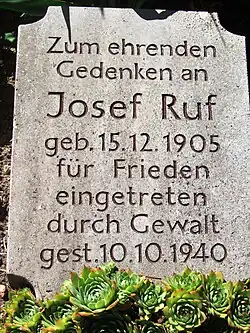 Zum ehrenden
Gedenken an
Josef Ruf
geb. 15.12.1905
für Frieden
eingetreten
durch Gewalt
gest. 10.10.1940